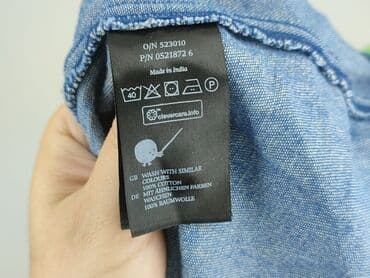 O/N 523010
P/N 0521872 6
Made in India
40 P
clevercare.info
GB WASH WITH SIMILAR
COLOURS
100% COTTON
DE MIT ÄHNLICHEN FARBEN
WASCHEN
100% BAUMWOLLE